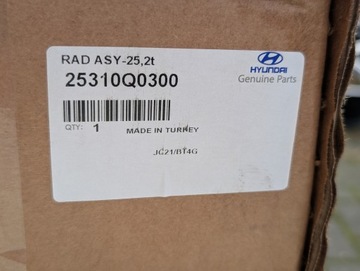 RAD ASY-25,2t
25310Q0300
HYUNDAI
Genuine Parts
QTY: 1
MADE IN TURKEY
JC21/BT4G